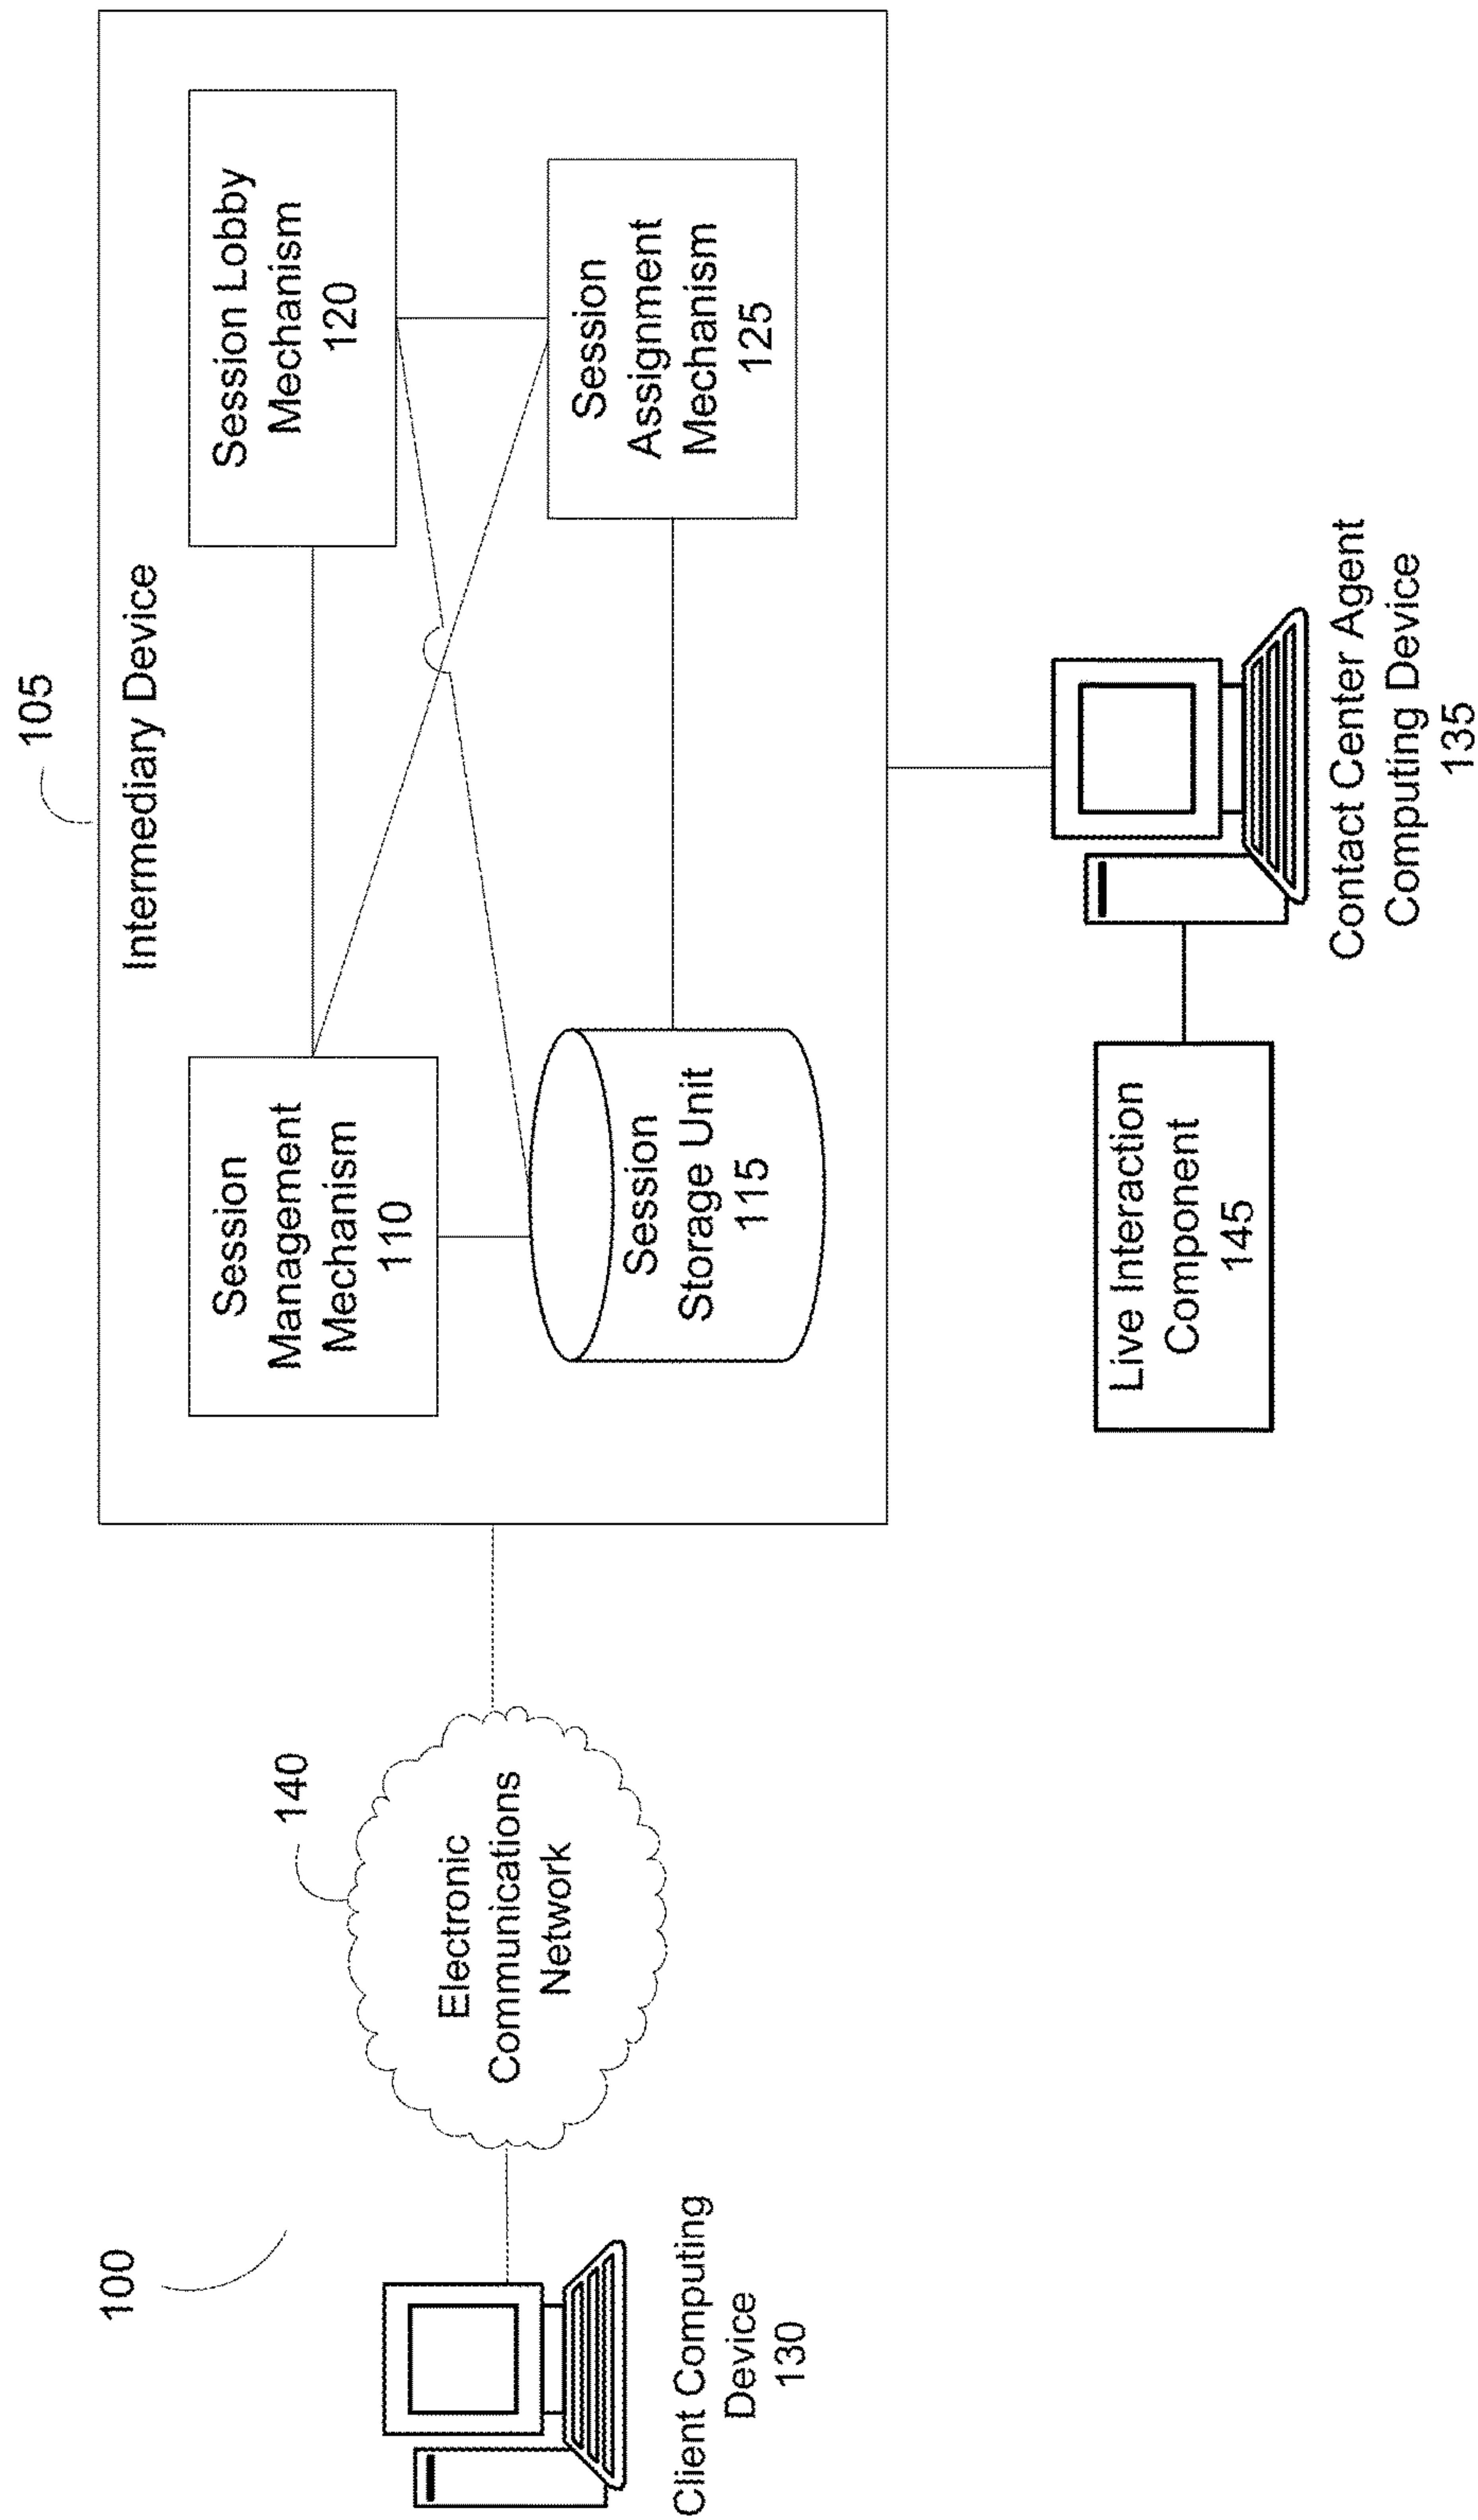 100
Client Computing
Device
130
140
Electronic
Communications
Network
105
Intermediary Device
Session
Management
Mechanism
110
Session Lobby
Mechanism
120
Session
Storage Unit
115
Session
Assignment
Mechanism
125
Live Interaction
Component
145
Contact Center Agent
Computing Device
135